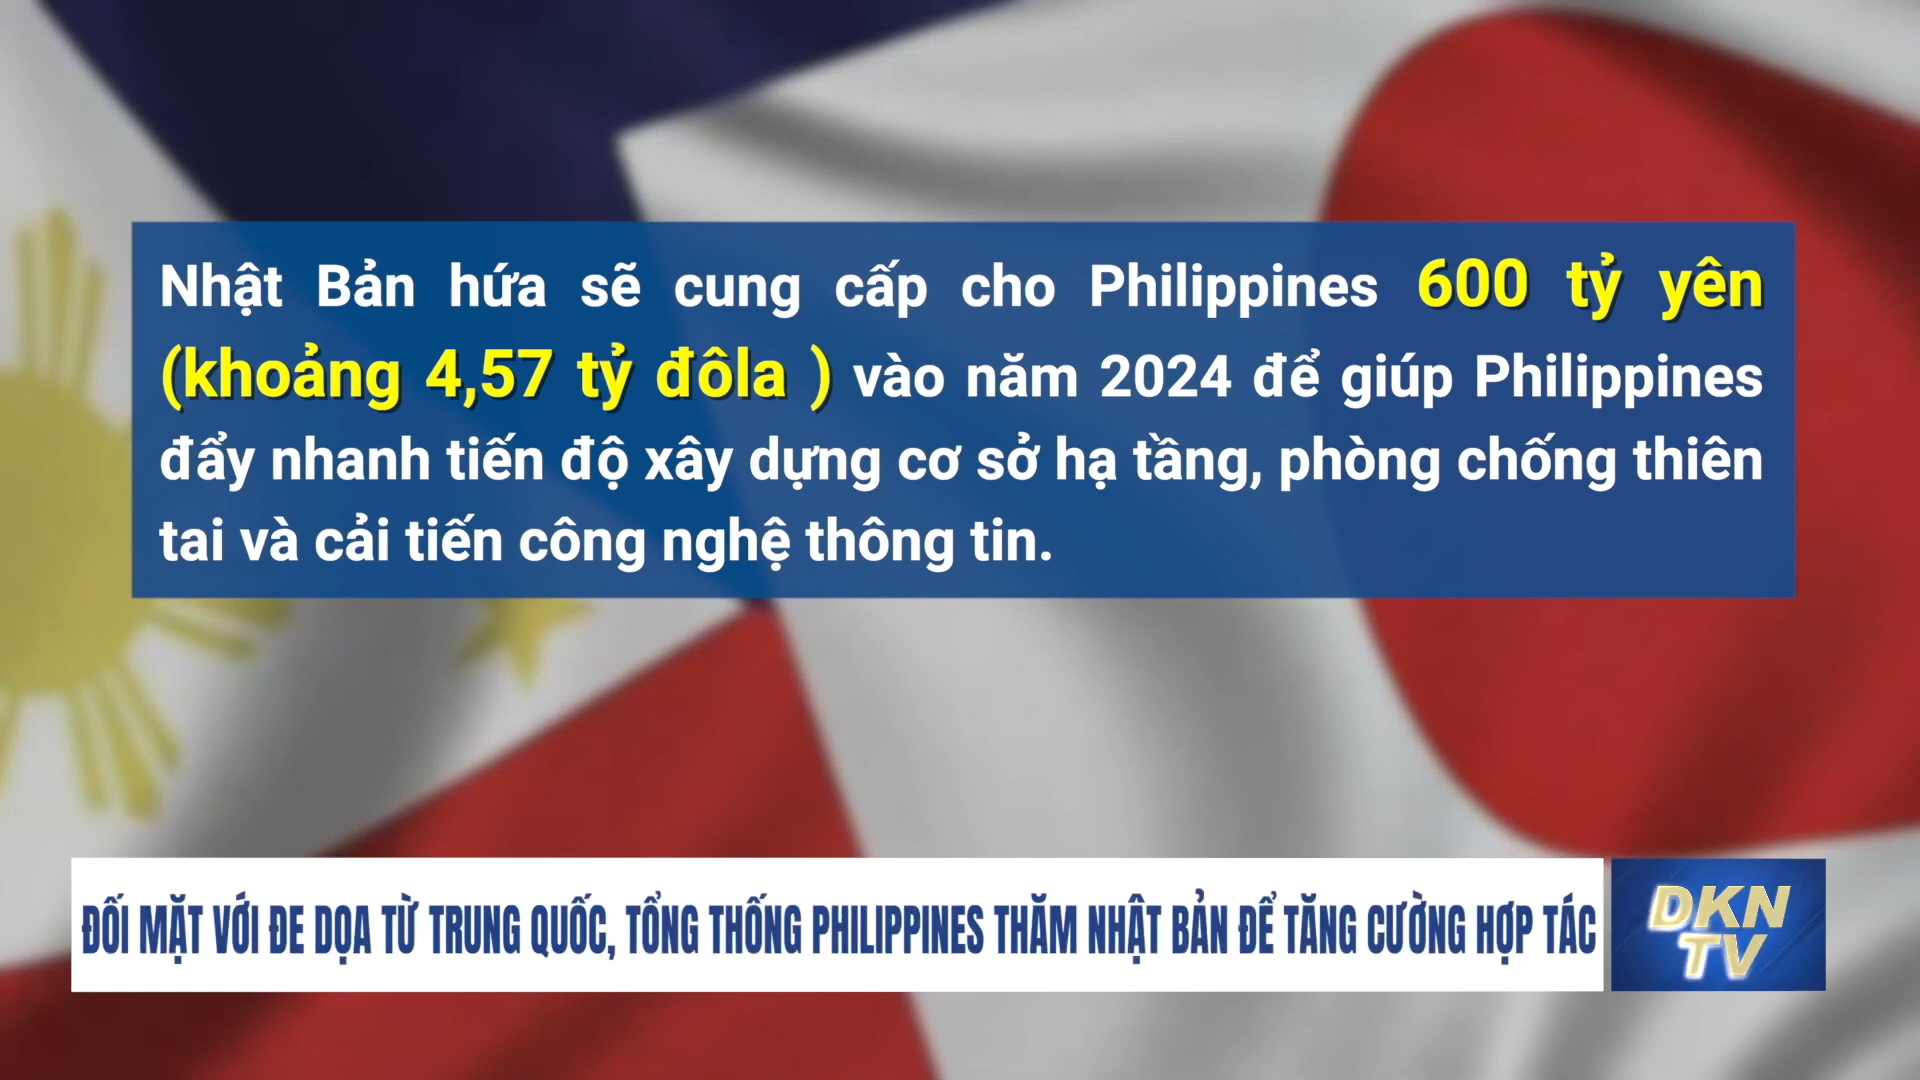 Nhật Bản hứa sẽ cung cấp cho Philippines 600 tỷ yên
(khoảng 4,57 tỷ đôla ) vào năm 2024 để giúp Philippines
đẩy nhanh tiến độ xây dựng cơ sở hạ tầng, phòng chống thiên
tai và cải tiến công nghệ thông tin.
ĐỐI MẶT VỚI ĐE DỌA TỪ TRUNG QUỐC, TỔNG THỐNG PHILIPPINES THĂM NHẬT BẢN ĐỂ TĂNG CƯỜNG HỢP TÁC
DKN
TV